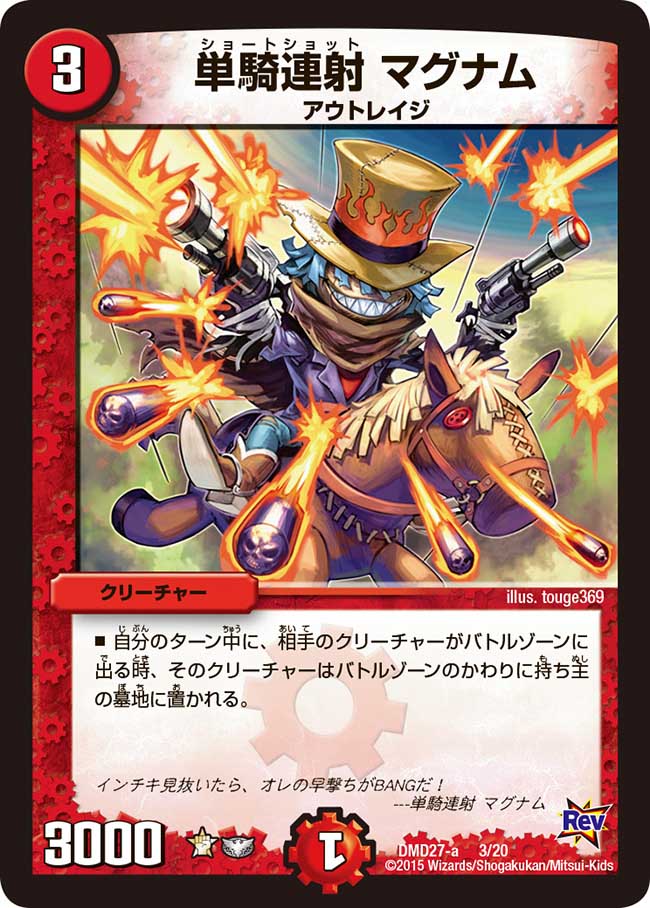 3
ショートショット
単騎連射 マグナム
アウトレイジ
クリーチャー
illus. touge369
■ 自分のターン中に、相手のクリーチャーがバトルゾーンに
出る時、そのクリーチャーはバトルゾーンのかわりに持ち主
の墓地に置かれる。
インチキ見抜いたら、オレの早撃ちがBANGだ！
---単騎連射 マグナム
Rev
3000
1
DMD27-a 3/20
©2015 Wizards/Shogakukan/Mitsui-Kids